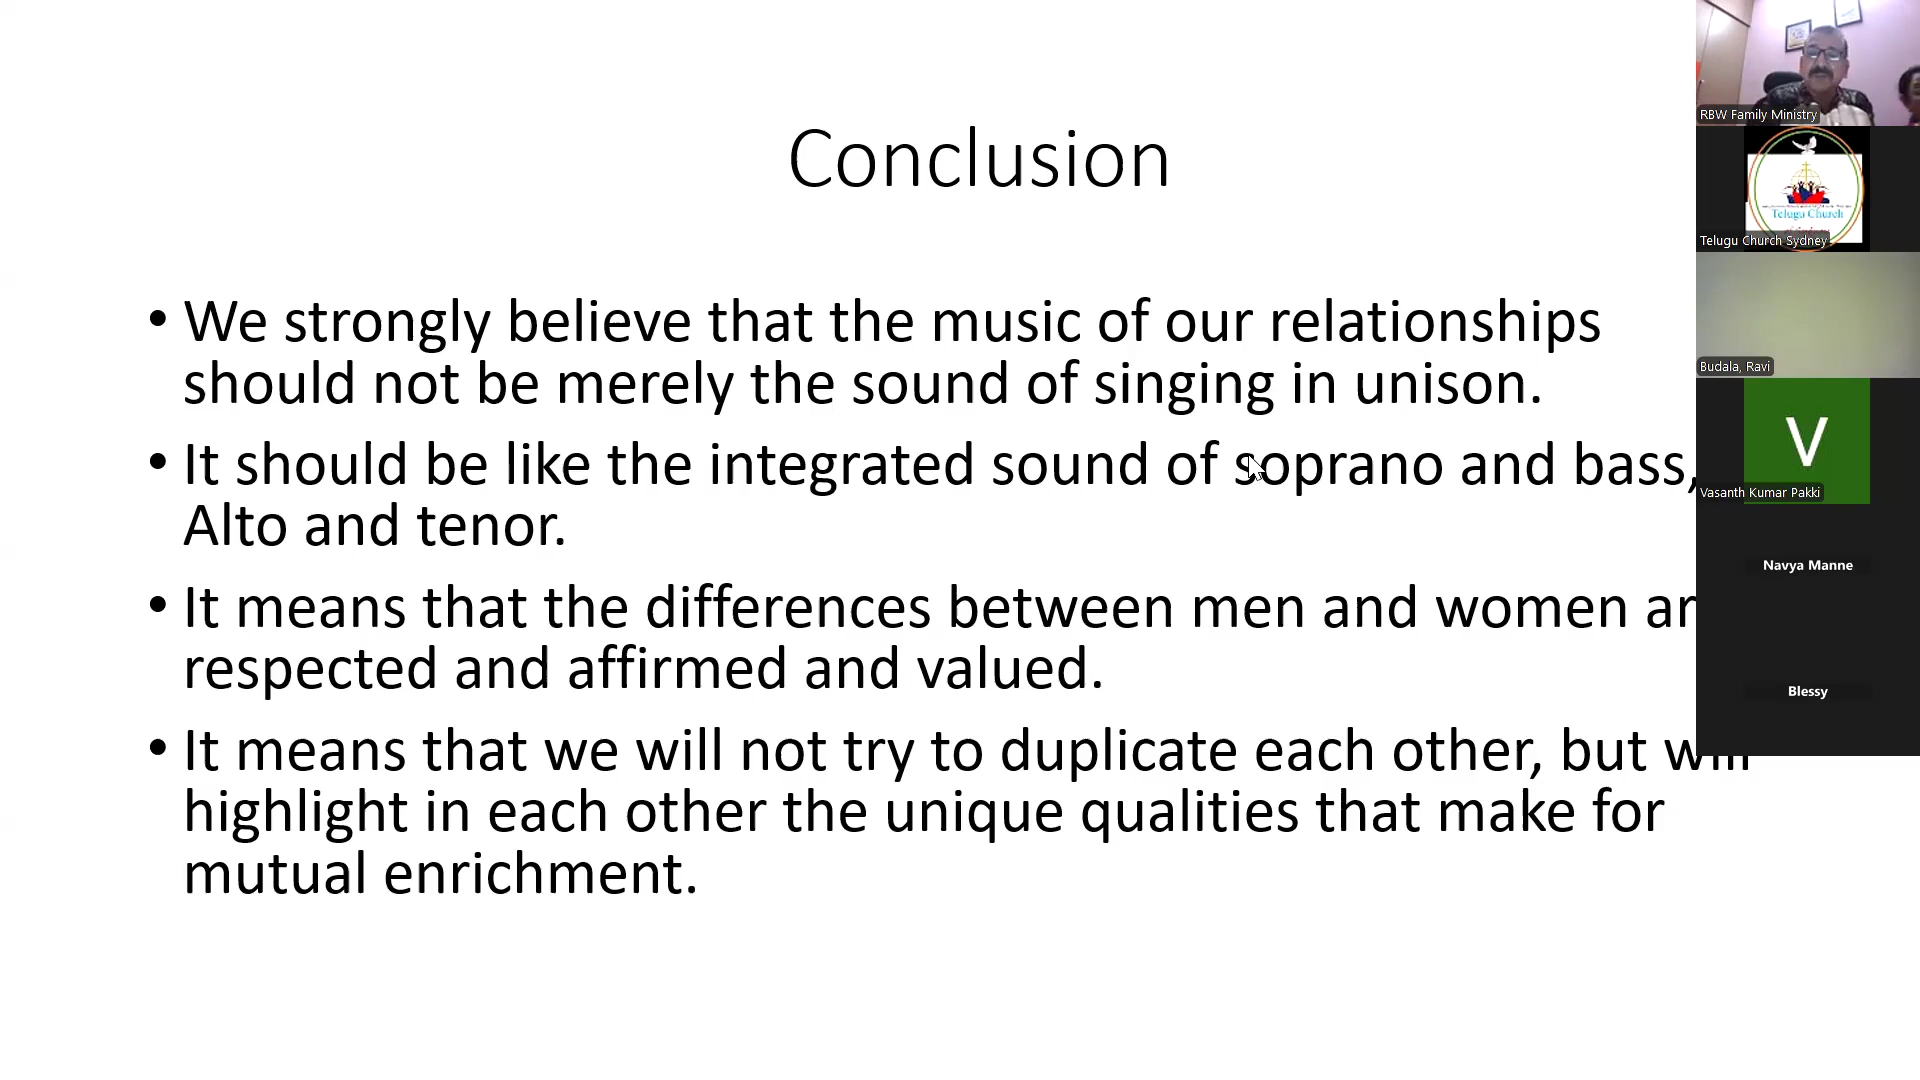 Conclusion
• We strongly believe that the music of our relationships
should not be merely the sound of singing in unison.
• It should be like the integrated sound of soprano and bass,
Alto and tenor.
• It means that the differences between men and women
respected and affirmed and valued.
• It means that we will not try to duplicate each other, but will
highlight in each other the unique qualities that make for
mutual enrichment.
RBW Family Ministry
Telugu Church
Telugu Church Sydney
Budala, Ravi
V
Vasanth Kumar Pakki
Navya Manne
Blessy